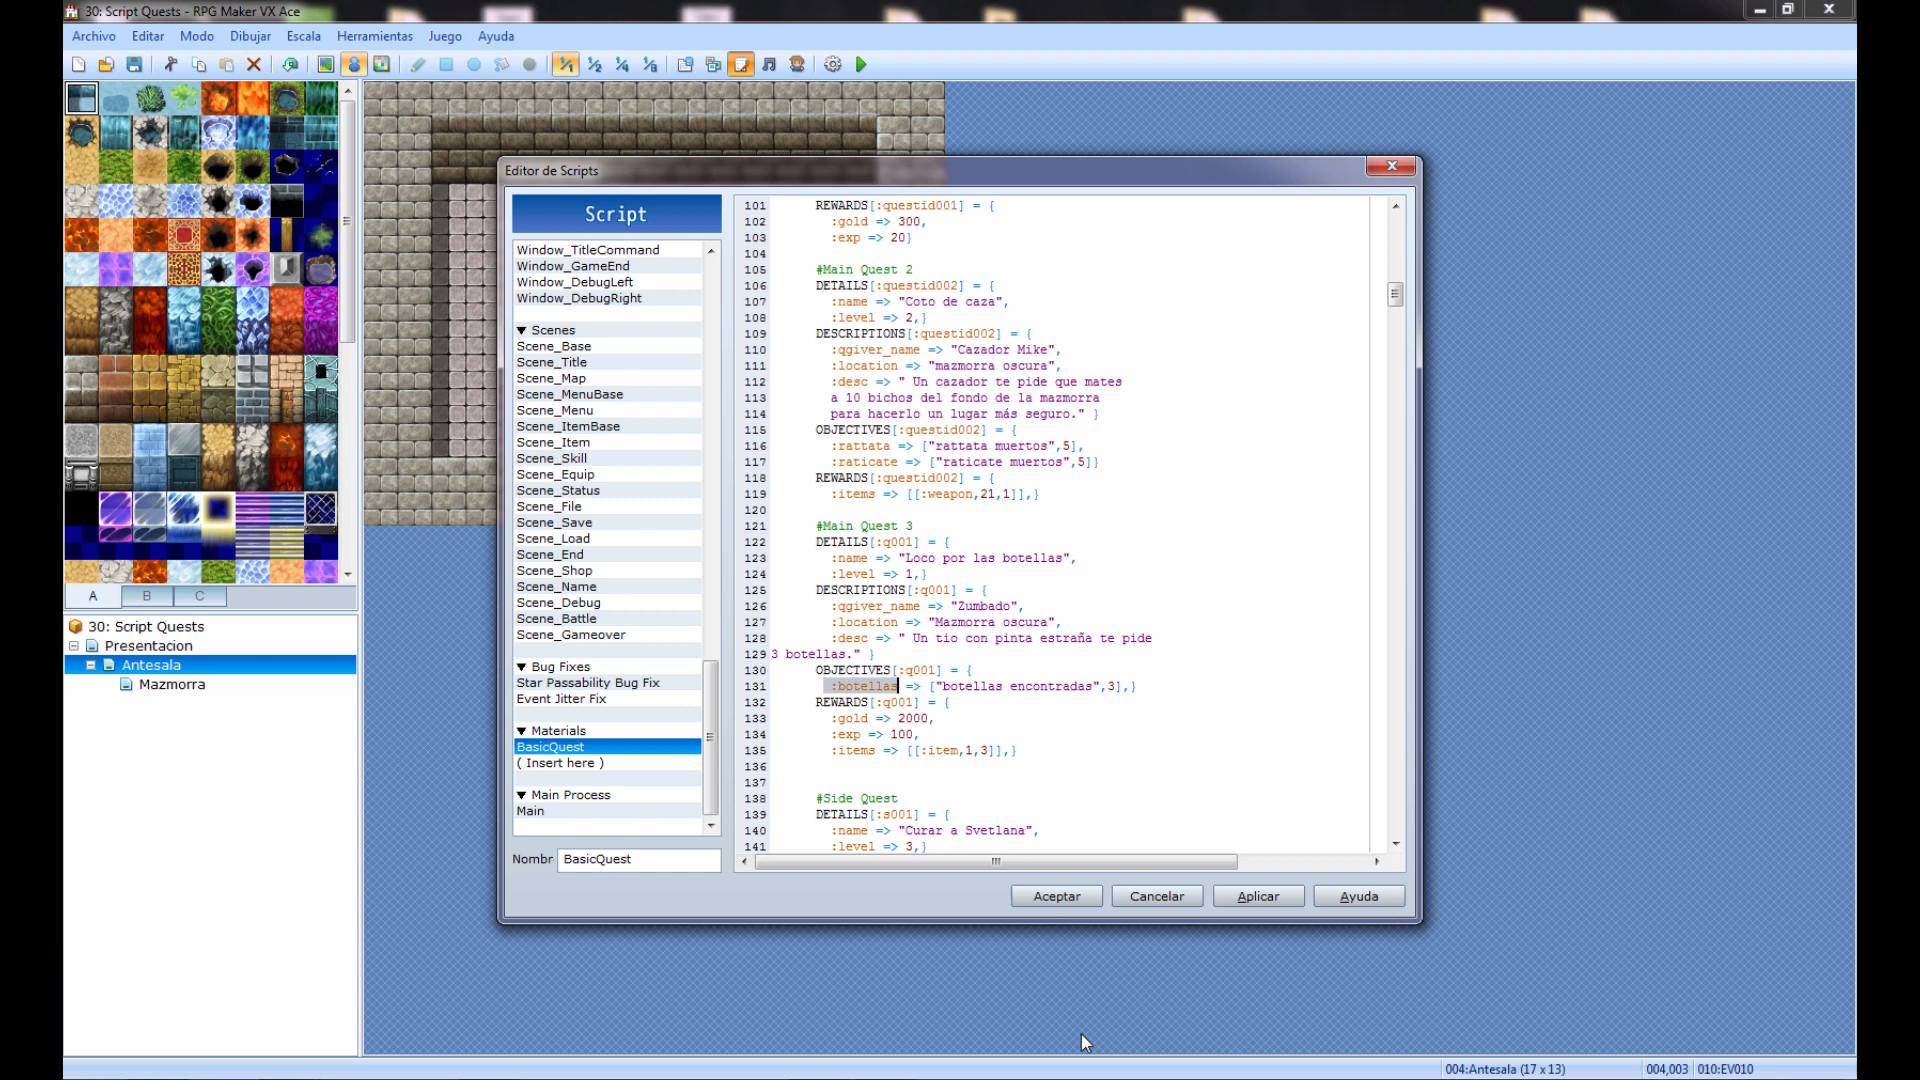 30: Script Quests - RPG Maker VX Ace
Archivo Editar Modo Dibujar Escala Herramientas Juego Ayuda
1/1 1/2 1/4 1/8
A B C
30: Script Quests
Presentacion
Antesala
Mazmorra
Editor de Scripts
Script
Window_TitleCommand
Window_GameEnd
Window_DebugLeft
Window_DebugRight
▼ Scenes
Scene_Base
Scene_Title
Scene_Map
Scene_MenuBase
Scene_Menu
Scene_ItemBase
Scene_Item
Scene_Skill
Scene_Equip
Scene_Status
Scene_File
Scene_Save
Scene_Load
Scene_End
Scene_Shop
Scene_Name
Scene_Debug
Scene_Battle
Scene_Gameover
▼ Bug Fixes
Star Passability Bug Fix
Event Jitter Fix
▼ Materials
BasicQuest
( Insert here )
▼ Main Process
Main
Nombr BasicQuest
101 REWARDS[:questid001] = {
102 :gold => 300,
103 :exp => 20}
104
105 #Main Quest 2
106 DETAILS[:questid002] = {
107 :name => "Coto de caza",
108 :level => 2,}
109 DESCRIPTIONS[:questid002] = {
110 :qgiver_name => "Cazador Mike",
111 :location => "mazmorra oscura",
112 :desc => " Un cazador te pide que mates
113 a 10 bichos del fondo de la mazmorra
114 para hacerlo un lugar más seguro." }
115 OBJECTIVES[:questid002] = {
116 :rattata => ["rattata muertos",5],
117 :raticate => ["raticate muertos",5]}
118 REWARDS[:questid002] = {
119 :items => [[:weapon,21,1]],}
120
121 #Main Quest 3
122 DETAILS[:q001] = {
123 :name => "Loco por las botellas",
124 :level => 1,}
125 DESCRIPTIONS[:q001] = {
126 :qgiver_name => "Zumbado",
127 :location => "Mazmorra oscura",
128 :desc => " Un tio con pinta estraña te pide
129 3 botellas." }
130 OBJECTIVES[:q001] = {
131 :botellas => ["botellas encontradas",3],}
132 REWARDS[:q001] = {
133 :gold => 2000,
134 :exp => 100,
135 :items => [[:item,1,3]],}
136
137
138 #Side Quest
139 DETAILS[:s001] = {
140 :name => "Curar a Svetlana",
141 :level => 3,}
Aceptar Cancelar Aplicar Ayuda
004:Antesala (17 x 13) 004,003 010:EV010